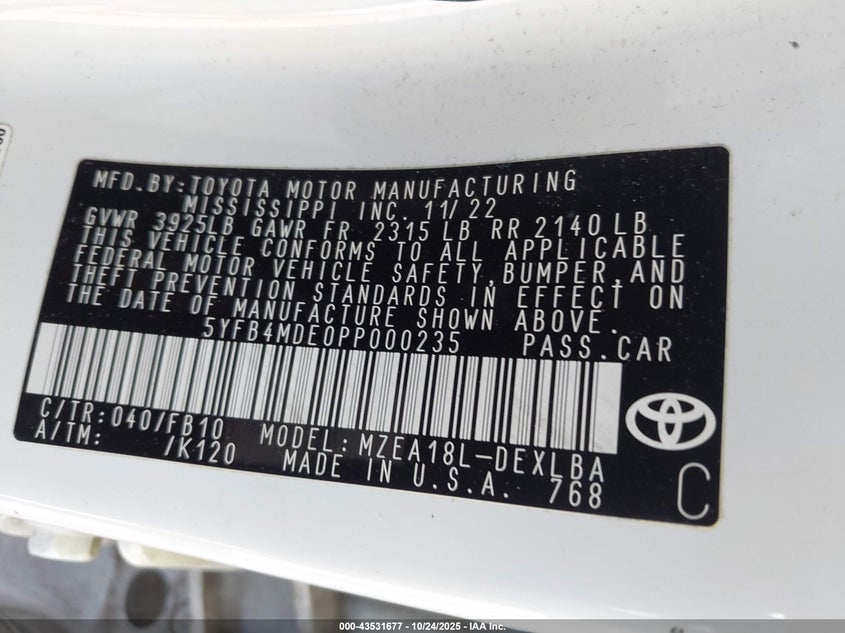 MFD.BY:TOYOTA MOTOR MANUFACTURING
MISSISSIPPI INC. 11/22
GVWR 3925LB GAWR FR 2315 LB RR 2140 LB
THIS VEHICLE CONFORMS TO ALL APPLICABLE
FEDERAL MOTOR VEHICLE SAFETY,BUMPER,AND
THEFT PREVENTION STANDARDS IN EFFECT ON
THE DATE OF MANUFACTURE SHOWN ABOVE.
5YFB4MDE0PP000235 PASS.CAR
C/TR:040/FB10 MODEL:MZEA18L-DEXLBA
A/TM: /K120 MADE IN U.S.A. 768
C
000-43531677 | 10/24/2025 | IAA Inc.